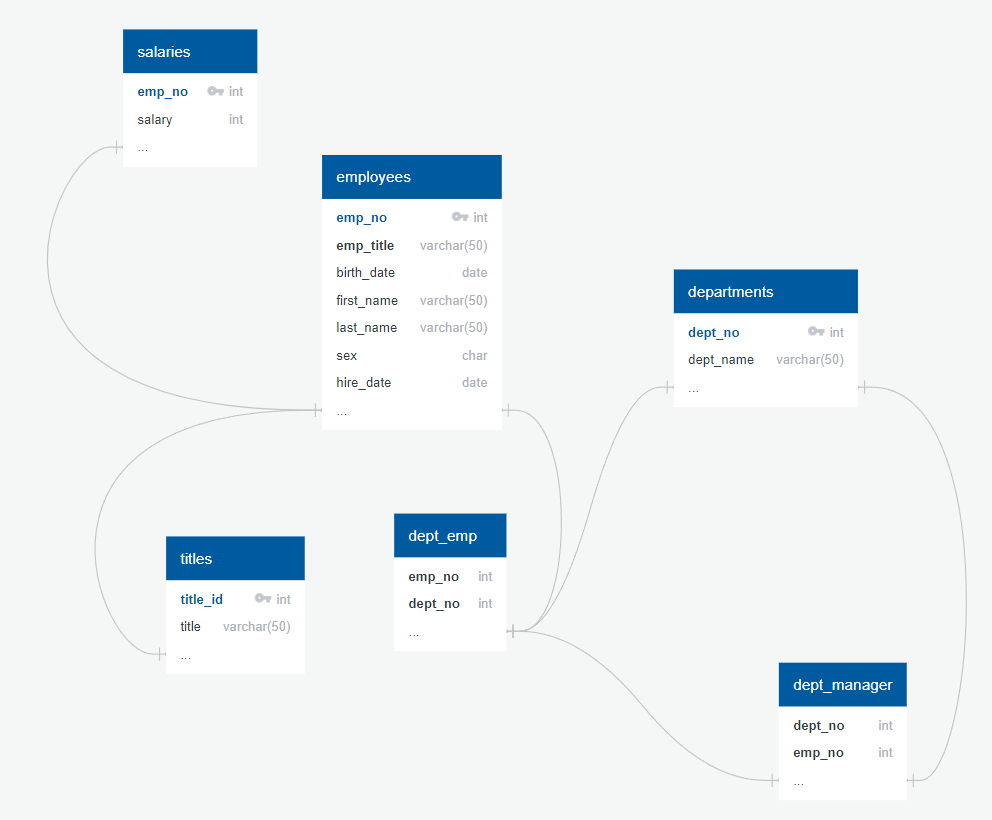 salaries
emp_no int
salary int
...
employees
emp_no int
emp_title varchar(50)
birth_date date
first_name varchar(50)
last_name varchar(50)
sex char
hire_date date
...
departments
dept_no int
dept_name varchar(50)
...
dept_emp
emp_no int
dept_no int
...
titles
title_id int
title varchar(50)
...
dept_manager
dept_no int
emp_no int
...